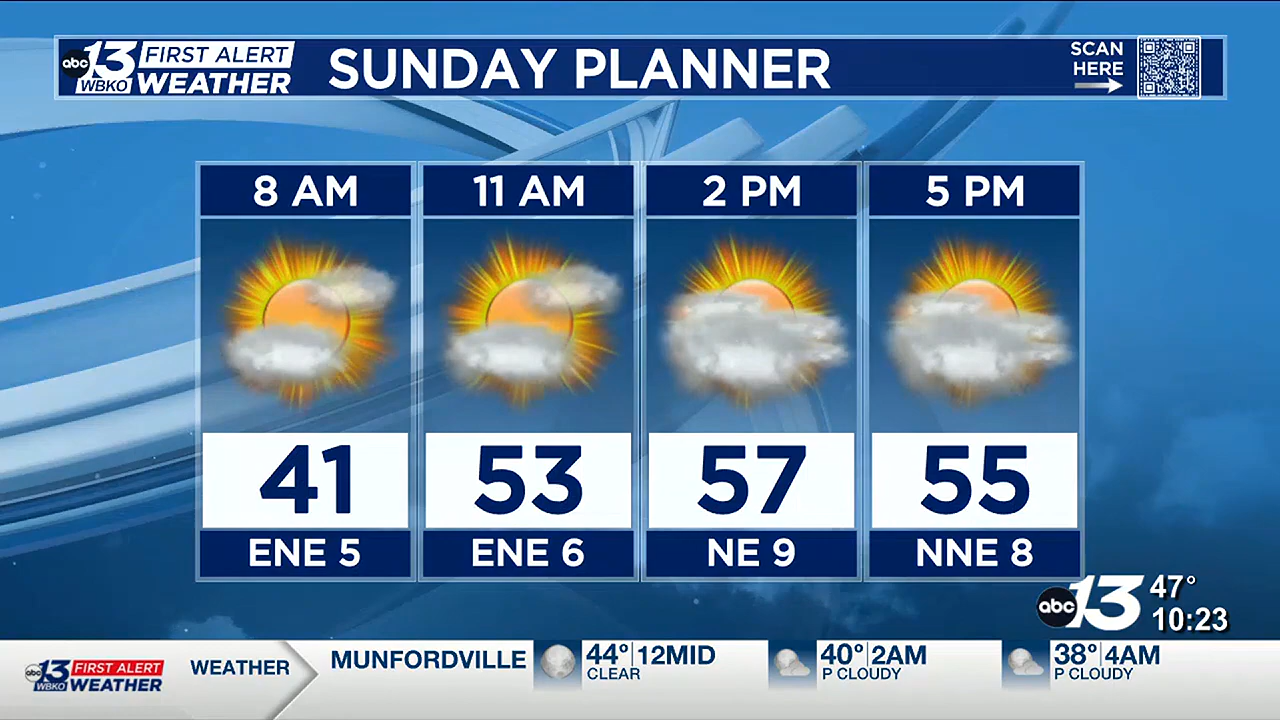 abc 13 WBKO FIRST ALERT WEATHER
SUNDAY PLANNER
SCAN HERE
8 AM
11 AM
2 PM
5 PM
41
53
57
55
ENE 5
ENE 6
NE 9
NNE 8
abc 13
47°
10:23
abc 13 WBKO FIRST ALERT WEATHER
WEATHER
MUNFORDVILLE
44° 12MID
CLEAR
40° 2AM
P CLOUDY
38° 4AM
P CLOUDY